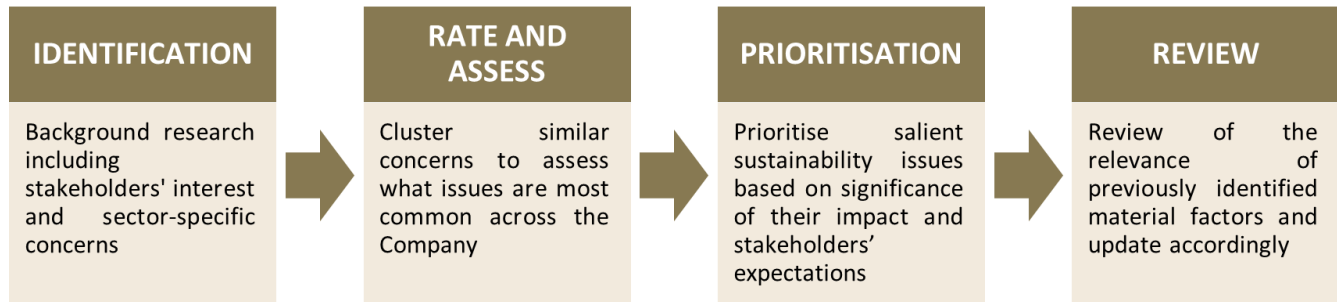 IDENTIFICATION
Background research
including
stakeholders' interest
and sector-specific
concerns
RATE AND
ASSESS
Cluster similar
concerns to assess
what issues are most
common across the
Company
PRIORITISATION
Prioritise salient
sustainability issues
based on significance
of their impact and
stakeholders’
expectations
REVIEW
Review of the
relevance of
previously identified
material factors and
update accordingly